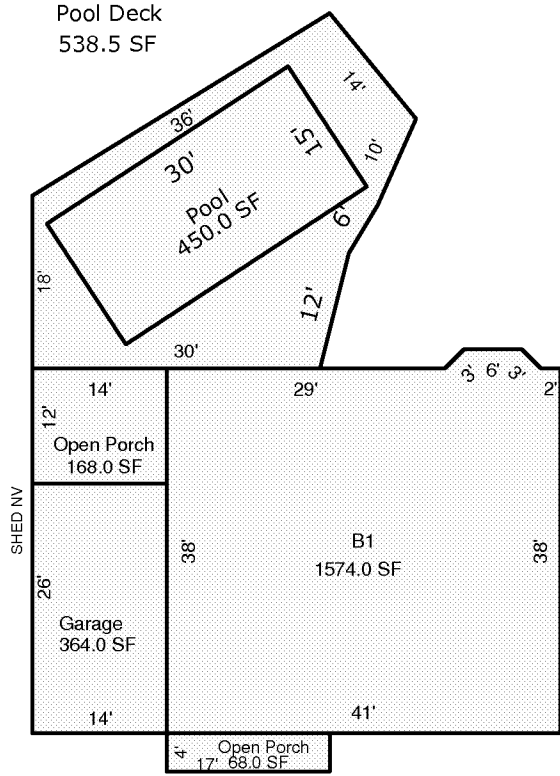 Pool Deck
538.5 SF
14'
36'
10'
15'
30'
Pool
450.0 SF
6'
18'
12'
30'
3' 6' 3'
14'
29'
2'
12'
Open Porch
168.0 SF
SHED NV
38'
B1
1574.0 SF
38'
26'
Garage
364.0 SF
14'
41'
4'
Open Porch
17' 68.0 SF